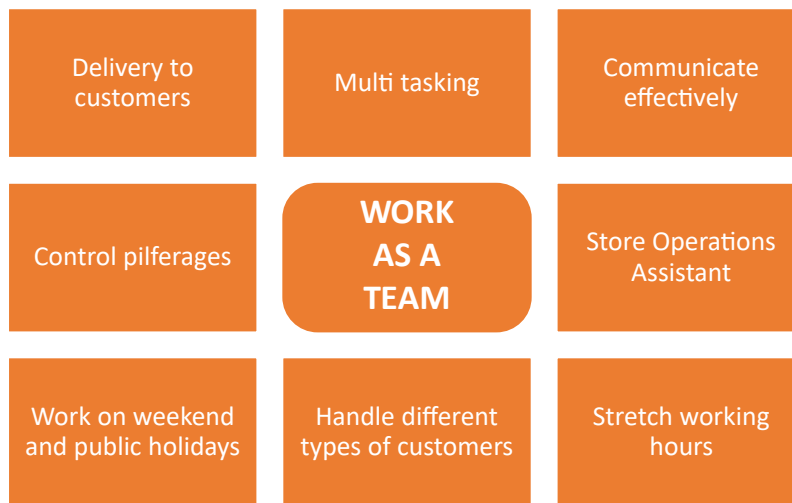 Delivery to
customers
Multi tasking
Communicate
effectively
Control pilferages
WORK
AS A
TEAM
Store Operations
Assistant
Work on weekend
and public holidays
Handle different
types of customers
Stretch working
hours